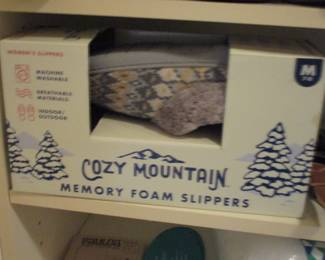 WOMEN'S SLIPPERS
MACHINE
WASHABLE
BREATHABLE
MATERIALS
INDOOR/
OUTDOOR
M
COZY MOUNTAIN
MEMORY FOAM SLIPPERS